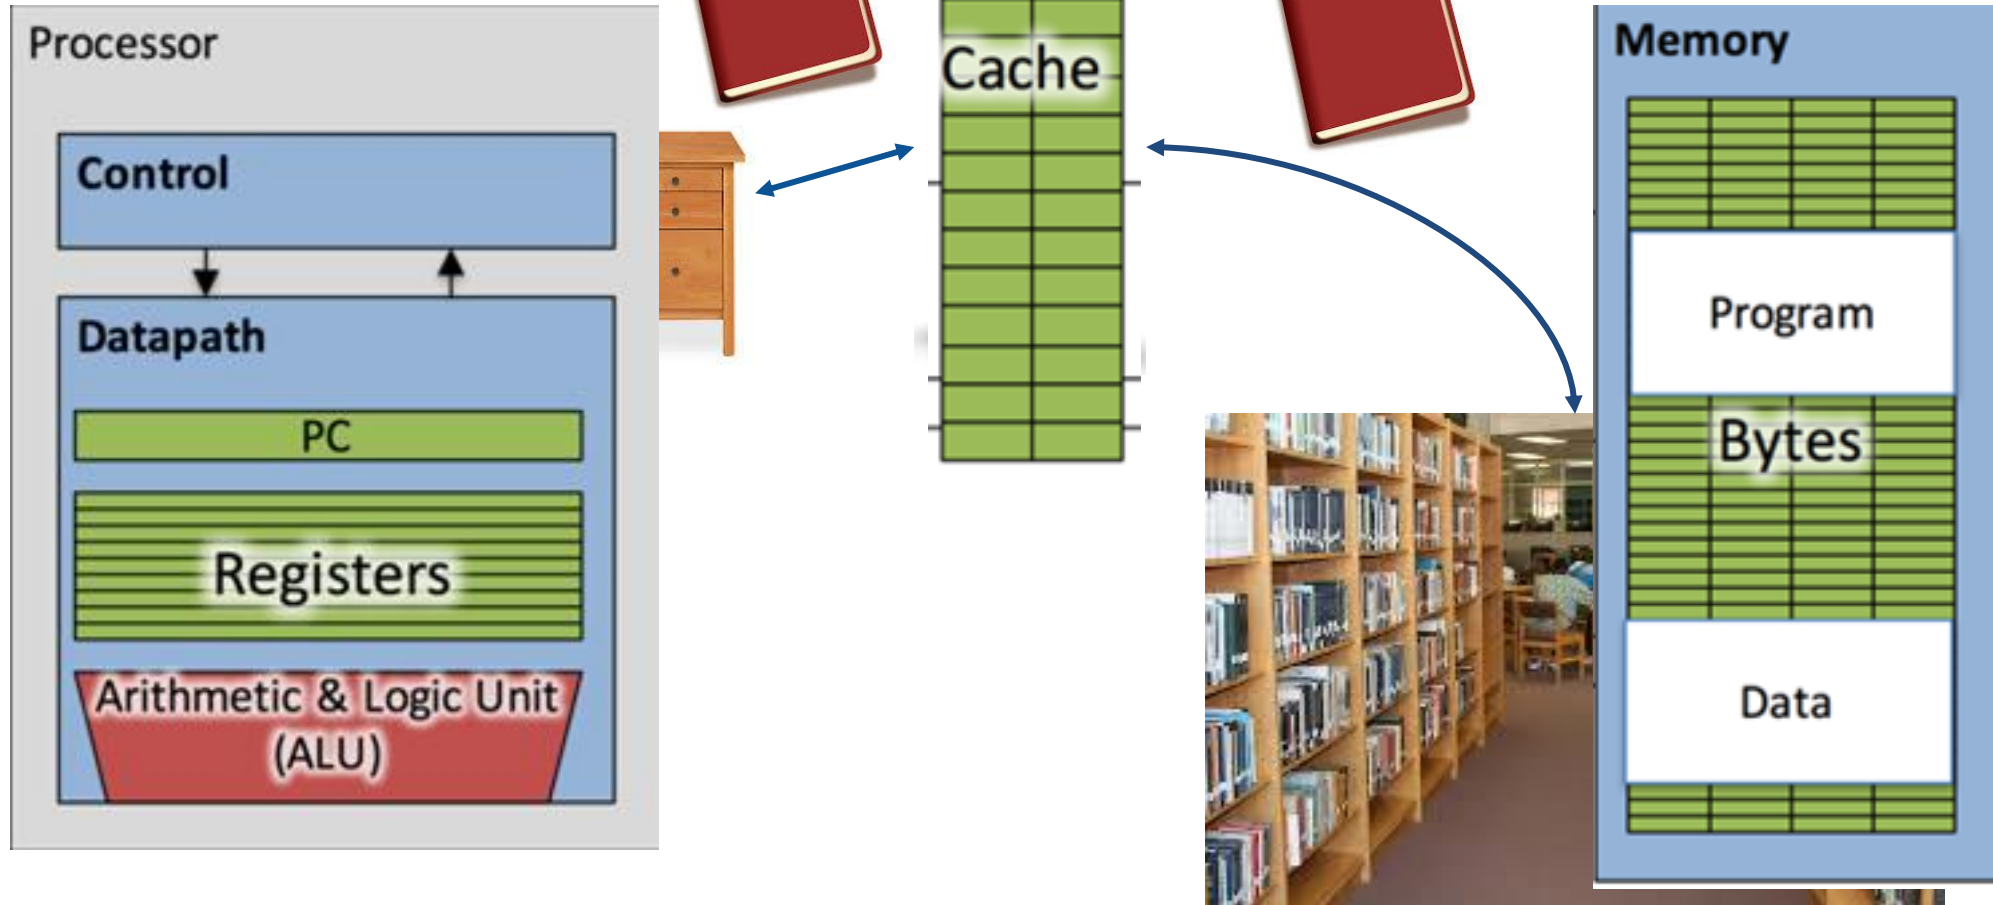 Processor
Control
Datapath
PC
Registers
Arithmetic & Logic Unit
(ALU)
Cache
Memory
Program
Bytes
Data